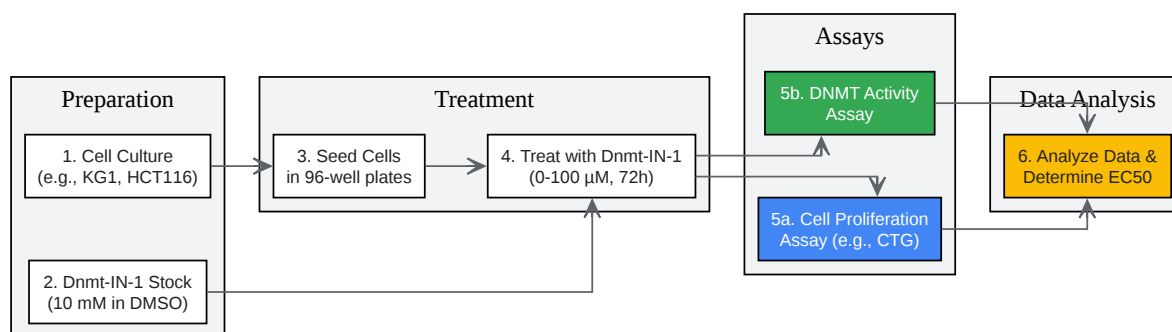 Preparation
1. Cell Culture
(e.g., KG1, HCT116)
2. Dnmt-IN-1 Stock
(10 mM in DMSO)
Treatment
3. Seed Cells
in 96-well plates
4. Treat with Dnmt-IN-1
(0-100 µM, 72h)
Assays
5b. DNMT Activity
Assay
5a. Cell Proliferation
Assay (e.g., CTG)
Data Analysis
6. Analyze Data &
Determine EC50